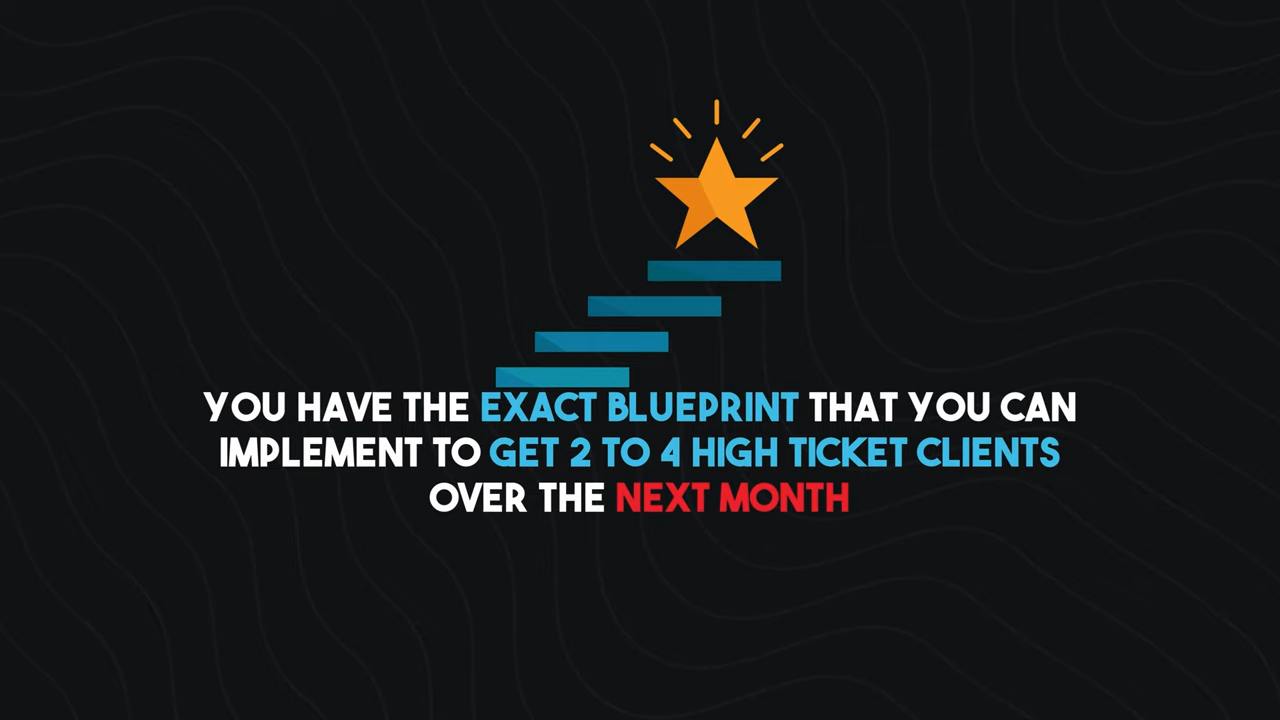 YOU HAVE THE EXACT BLUEPRINT THAT YOU CAN
IMPLEMENT TO GET 2 TO 4 HIGH TICKET CLIENTS
OVER THE NEXT MONTH